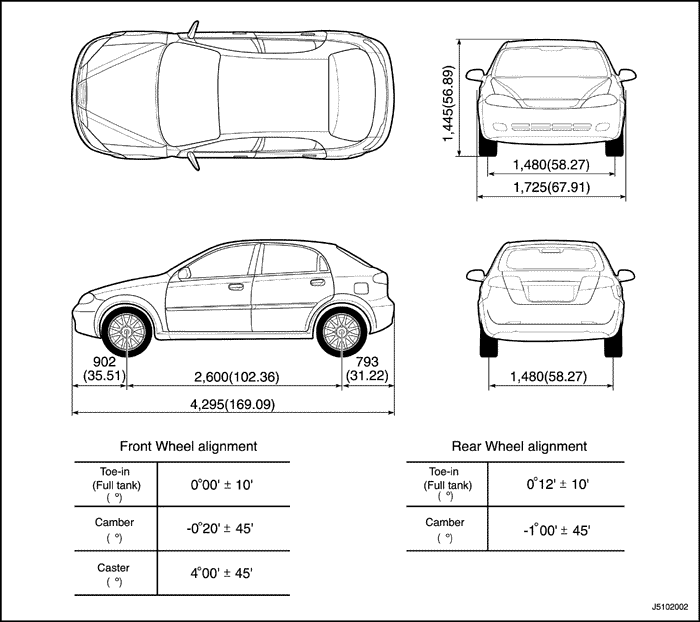 1,445(56.89)
1,480(58.27)
1,725(67.91)
902
(35.51)
2,600(102.36)
793
(31.22)
4,295(169.09)
1,480(58.27)
Front Wheel alignment
Toe-in
(Full tank)
( °)
0°00' ± 10'
Camber
( °)
-0°20' ± 45'
Caster
( °)
4°00' ± 45'
Rear Wheel alignment
Toe-in
(Full tank)
( °)
0°12' ± 10'
Camber
( °)
-1°00' ± 45'
J5102002